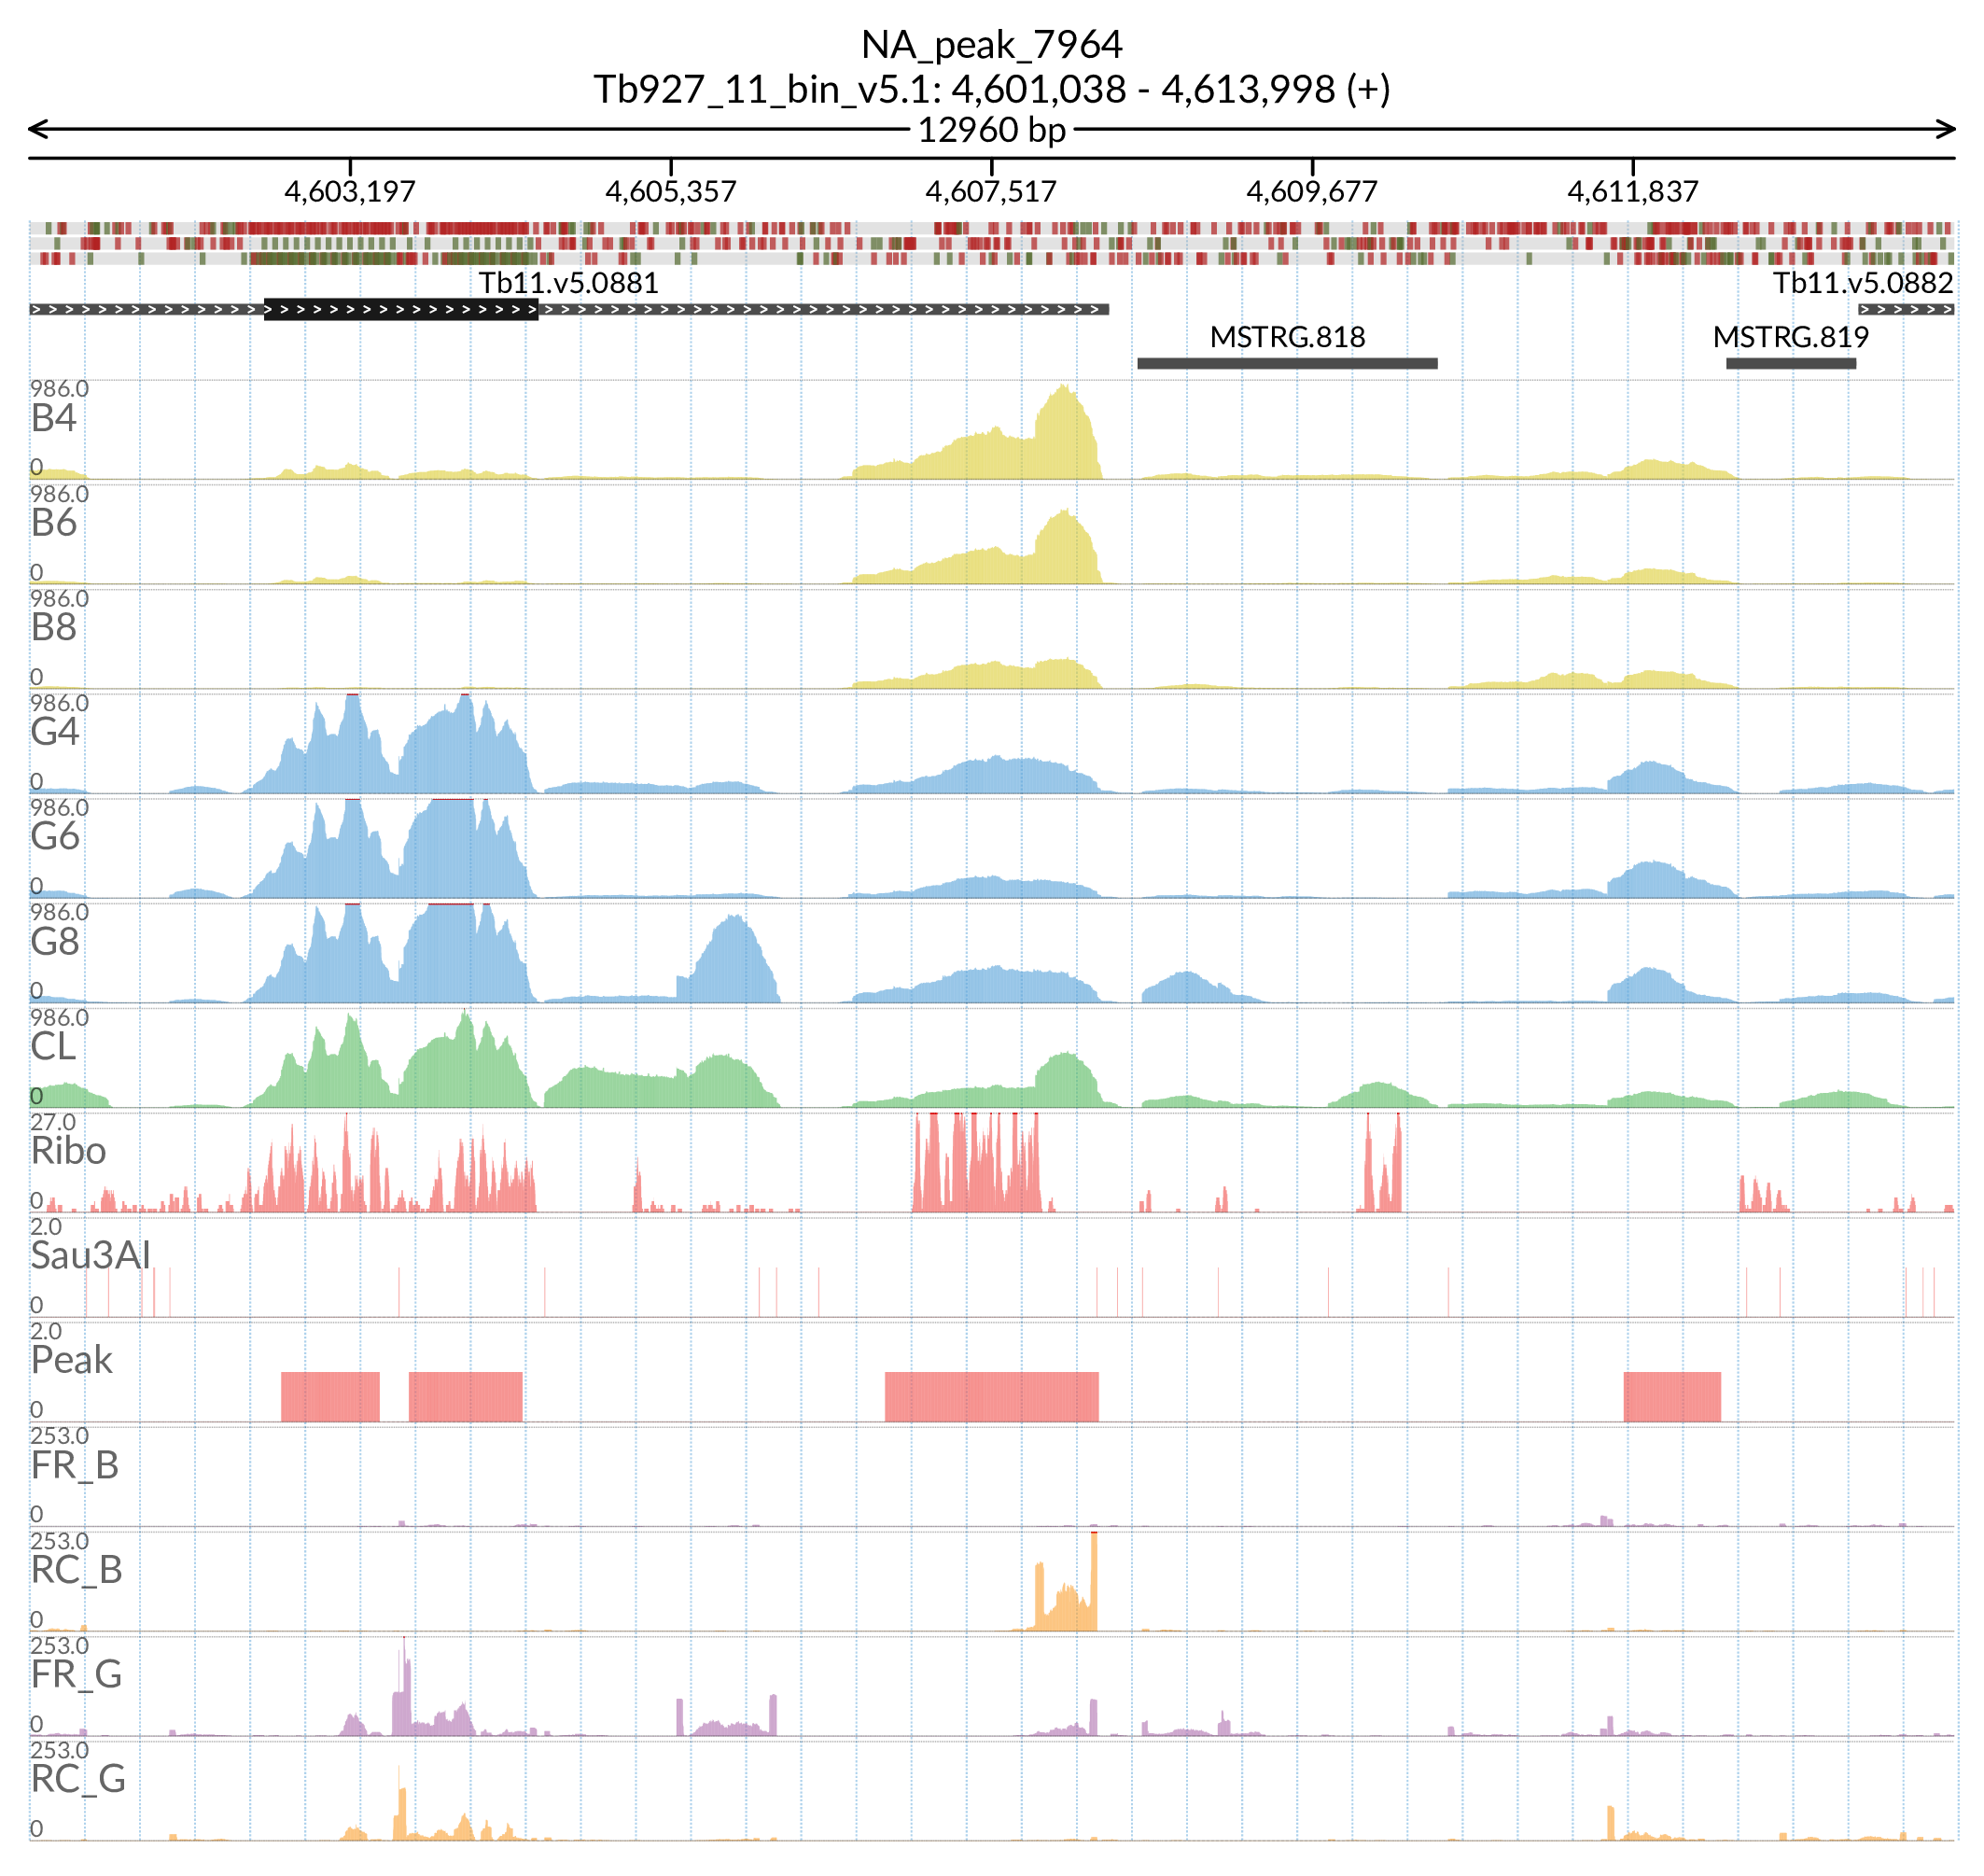 NA_peak_7964
Tb927_11_bin_v5.1: 4,601,038 - 4,613,998 (+)
12960 bp
4,603,197 4,605,357 4,607,517 4,609,677 4,611,837
Tb11.v5.0881 Tb11.v5.0882
MSTRG.818 MSTRG.819
986.0
B4
0
986.0
B6
0
986.0
B8
0
986.0
G4
0
986.0
G6
0
986.0
G8
0
986.0
CL
0
27.0
Ribo
0
2.0
Sau3AI
0
2.0
Peak
0
253.0
FR_B
0
253.0
RC_B
0
253.0
FR_G
0
253.0
RC_G
0